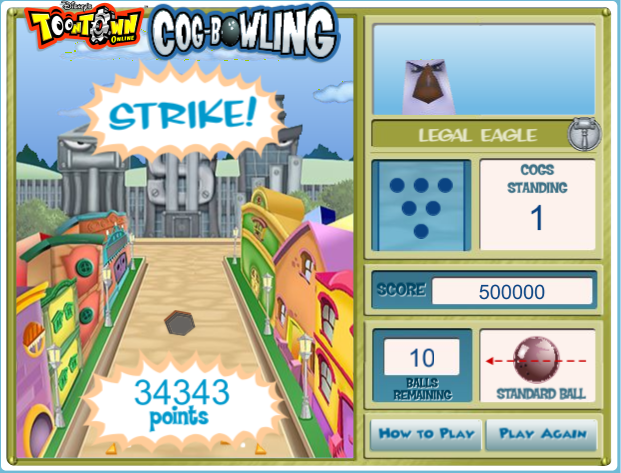 Disney's
TOONTOWN
ONLINE
COG-BOWLING
STRIKE!
34343
points
LEGAL EAGLE
COGS
STANDING
1
SCORE 500000
10
BALLS
REMAINING
STANDARD BALL
HOW TO PLAY
PLAY AGAIN